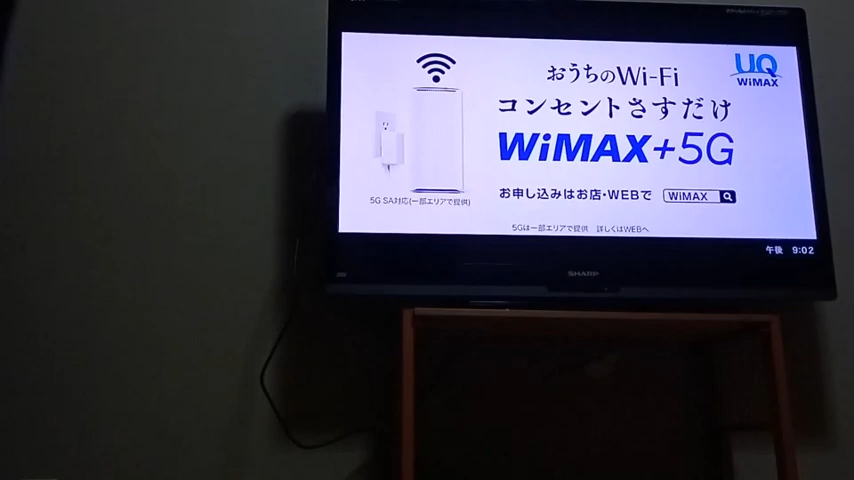 おうちのWi-Fi
UQ
WiMAX
コンセントさすだけ
WiMAX+5G
お申し込みはお店・WEBで
WiMAX
5G SA対応(一部エリアで提供)
5Gは一部エリアで提供 詳しくはWEBへ
午後 9:02
SHARP